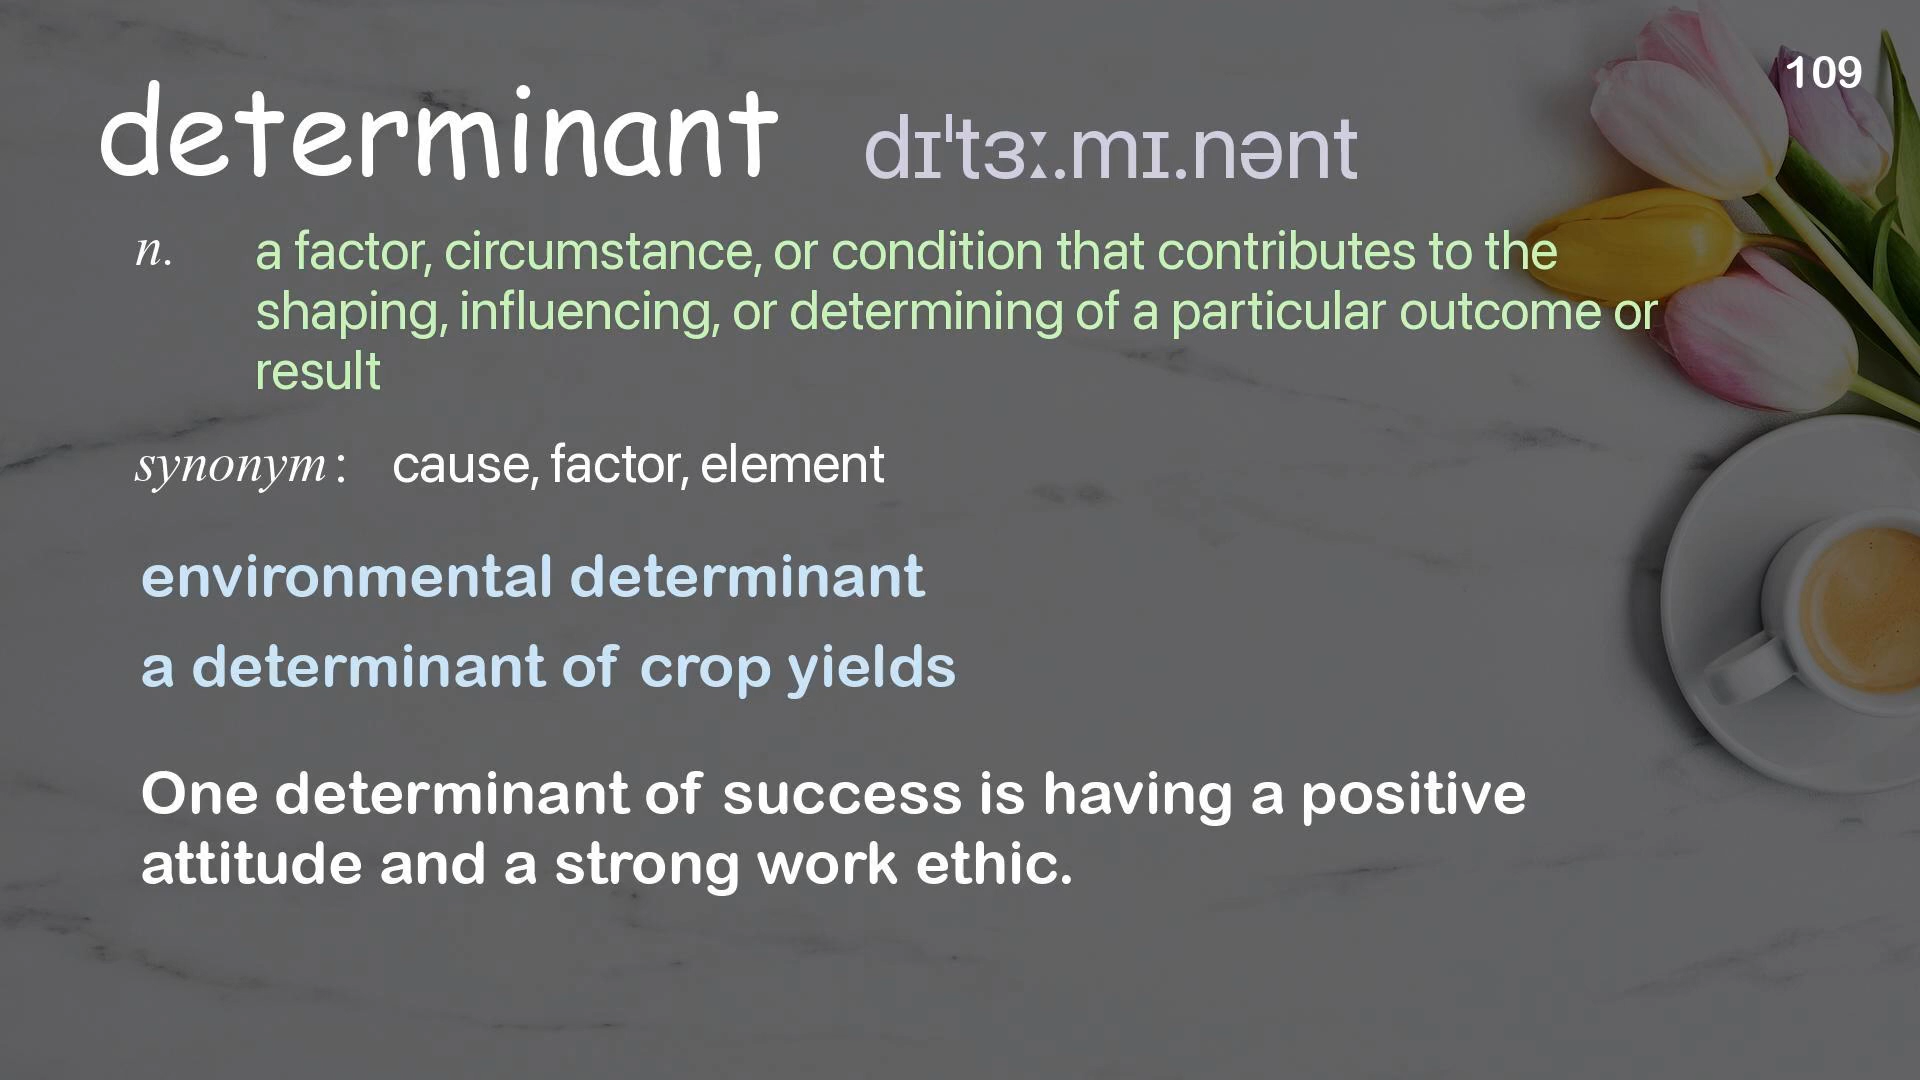 109
determinant dɪˈtɜː.mɪ.nənt
n. a factor, circumstance, or condition that contributes to the
shaping, influencing, or determining of a particular outcome or
result
synonym: cause, factor, element
environmental determinant
a determinant of crop yields
One determinant of success is having a positive
attitude and a strong work ethic.